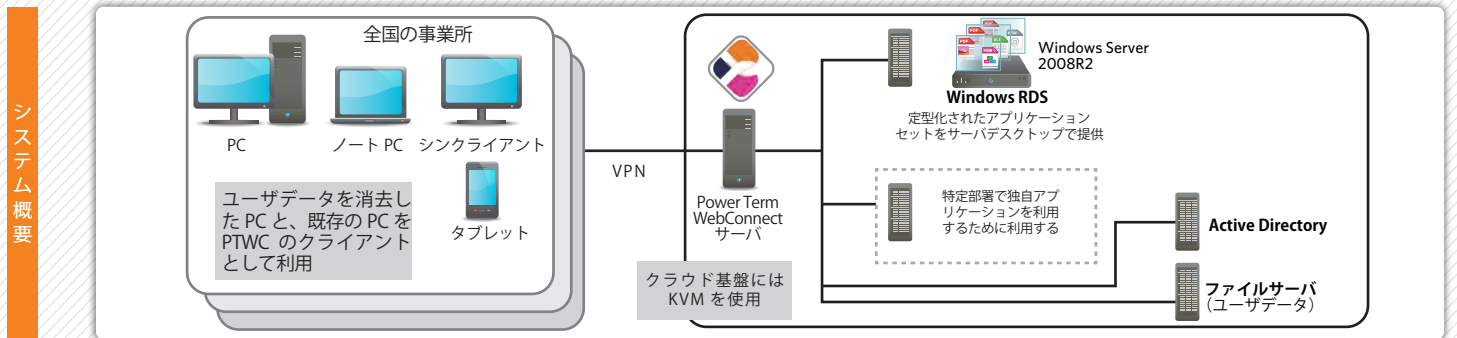 システム概要
全国の事業所
PC
ノート PC
シンクライアント
タブレット
ユーザデータを消去し
た PC と、既存の PC を
PTWC のクライアント
として利用
VPN
Power Term
WebConnect
サーバ
クラウド基盤には
KVM を使用
Windows Server
2008R2
Windows RDS
定型化されたアプリケーション
セットをサーバデスクトップで提供
特定部署で独自アプ
リケーションを利用
するために利用する
Active Directory
ファイルサーバ
（ユーザデータ）